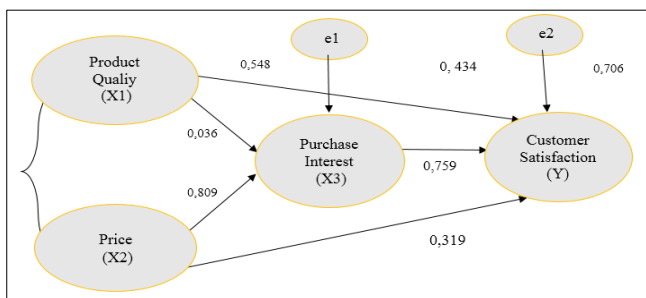 e1
e2
Product
Qualiy
(X1)
0,548
0, 434
0,706
0,036
Purchase
Interest
(X3)
Customer
Satisfaction
(Y)
0,759
0,809
Price
(X2)
0,319